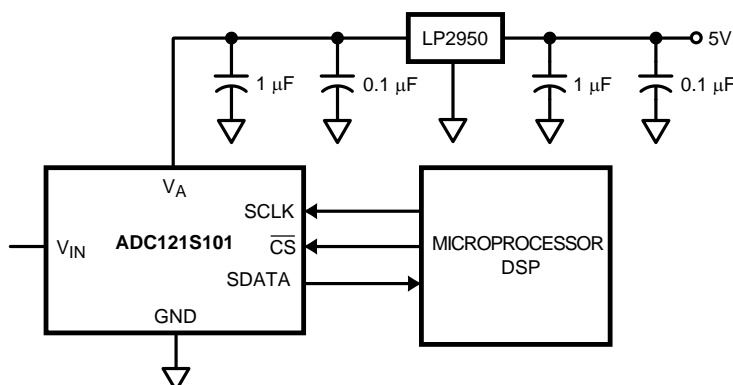 LP2950
5V
1 μF
0.1 μF
1 μF
0.1 μF
VA
SCLK
VIN
ADC121S101
CS
MICROPROCESSOR
DSP
SDATA
GND